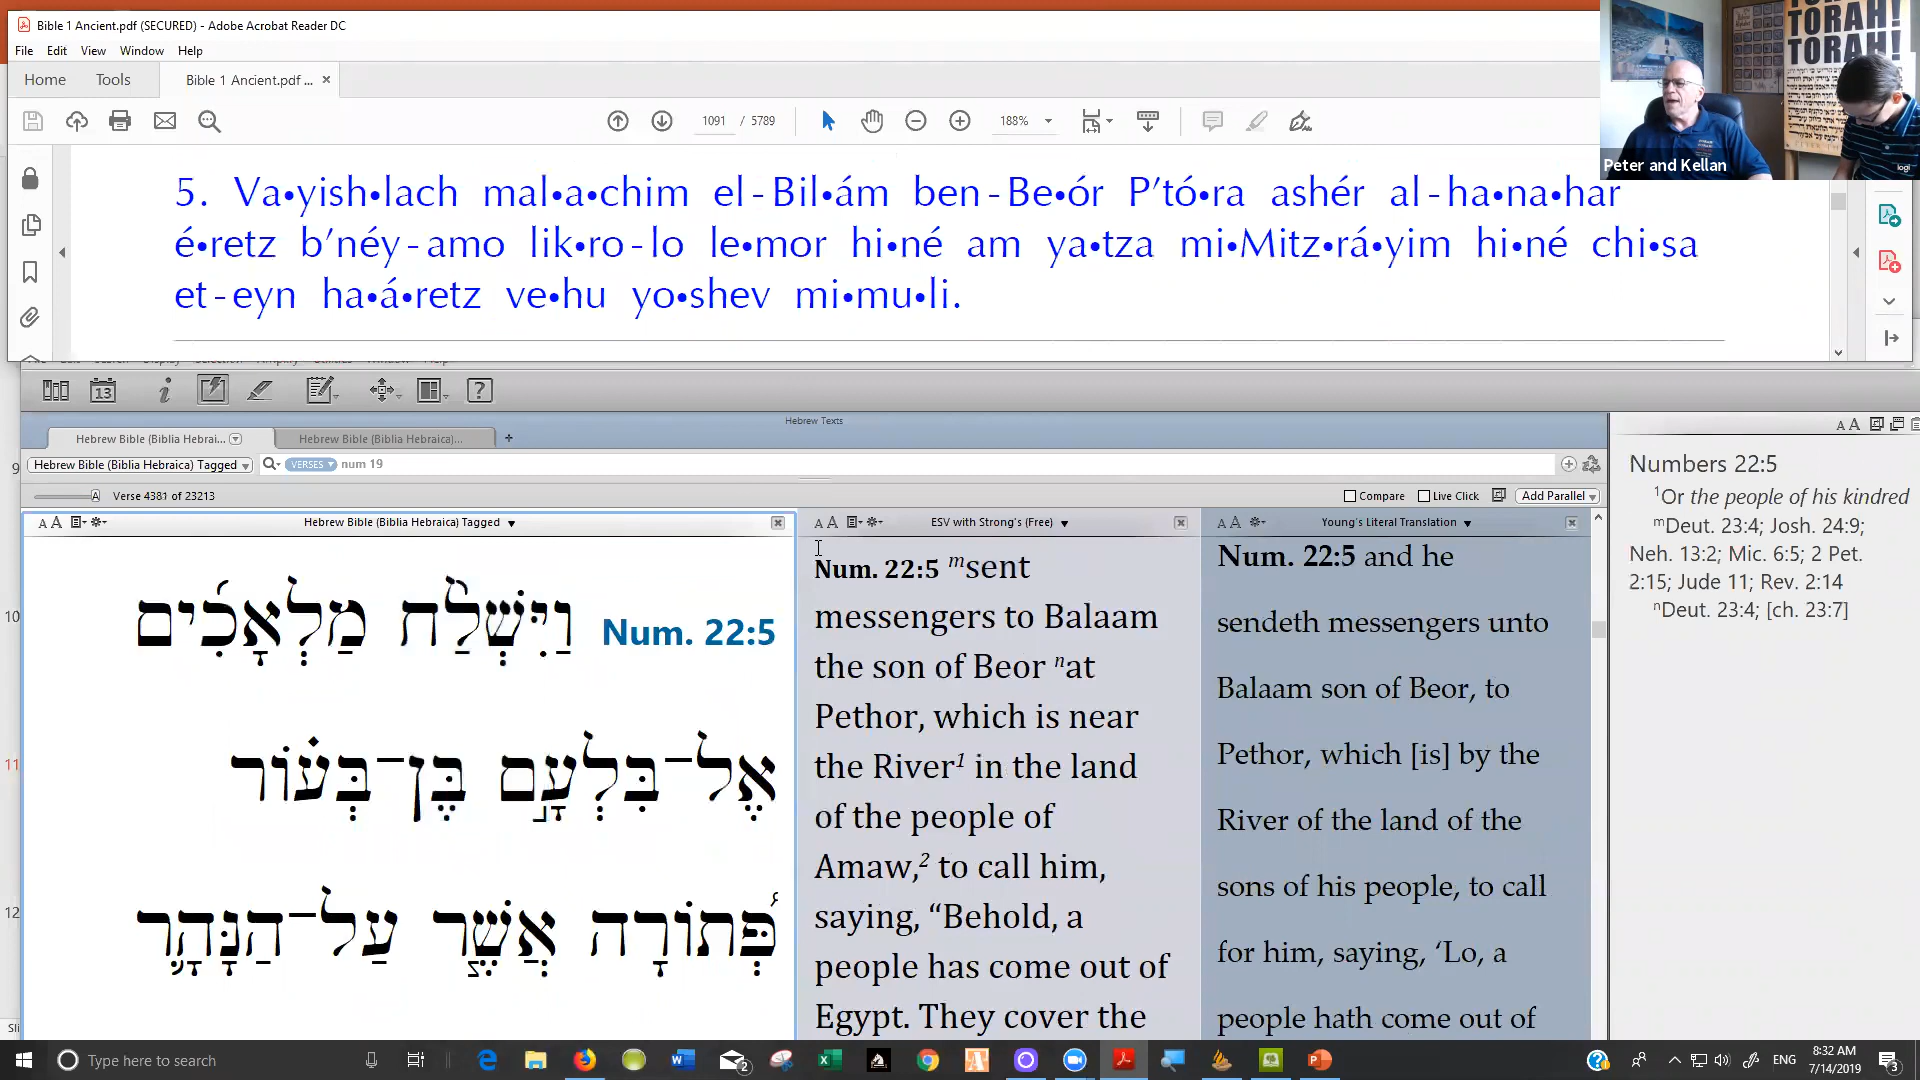 Bible 1 Ancient.pdf (SECURED) - Adobe Acrobat Reader DC
File Edit View Window Help
Home Tools Bible 1 Ancient.pdf ... ×
1091 / 5789 188%
5. Va•yish•lach mal•a•chim el-Bil•ám ben-Be•ór P’tó•ra ashér al-ha•na•har
é•retz b’néy-amo lik•ro-lo le•mor hi•né am ya•tza mi•Mitz•rá•yim hi•né chi•sa
et-eyn ha•á•retz ve•hu yo•shev mi•mu•li.
TORAH!
TORAH!
Peter and Kellan
logi
13
Hebrew Texts
Hebrew Bible (Biblia Hebrai... Hebrew Bible (Biblia Hebraica)... +
Hebrew Bible (Biblia Hebraica) Tagged VERSES num 19
Verse 4381 of 23213 Compare Live Click Add Parallel
Hebrew Bible (Biblia Hebraica) Tagged
Num. 22:5 וַיִּשְׁלַ֨ח מַלְאָכִ֜ים
אֶל־בִּלְעָ֣ם בֶּן־בְּע֗וֹר
פְּ֠תוֹרָה אֲשֶׁ֧ר עַל־הַנָּהָ֛ר
ESV with Strong's (Free)
Num. 22:5 ᵐsent
messengers to Balaam
the son of Beor ⁿat
Pethor, which is near
the River¹ in the land
of the people of
Amaw,² to call him,
saying, “Behold, a
people has come out of
Egypt. They cover the
Young's Literal Translation
Num. 22:5 and he
sendeth messengers unto
Balaam son of Beor, to
Pethor, which [is] by the
River of the land of the
sons of his people, to call
for him, saying, ‘Lo, a
people hath come out of
Numbers 22:5
¹Or the people of his kindred
ᵐDeut. 23:4; Josh. 24:9;
Neh. 13:2; Mic. 6:5; 2 Pet.
2:15; Jude 11; Rev. 2:14
ⁿDeut. 23:4; [ch. 23:7]
9
10
11
12
Sli
Type here to search
ENG
8:32 AM
7/14/2019